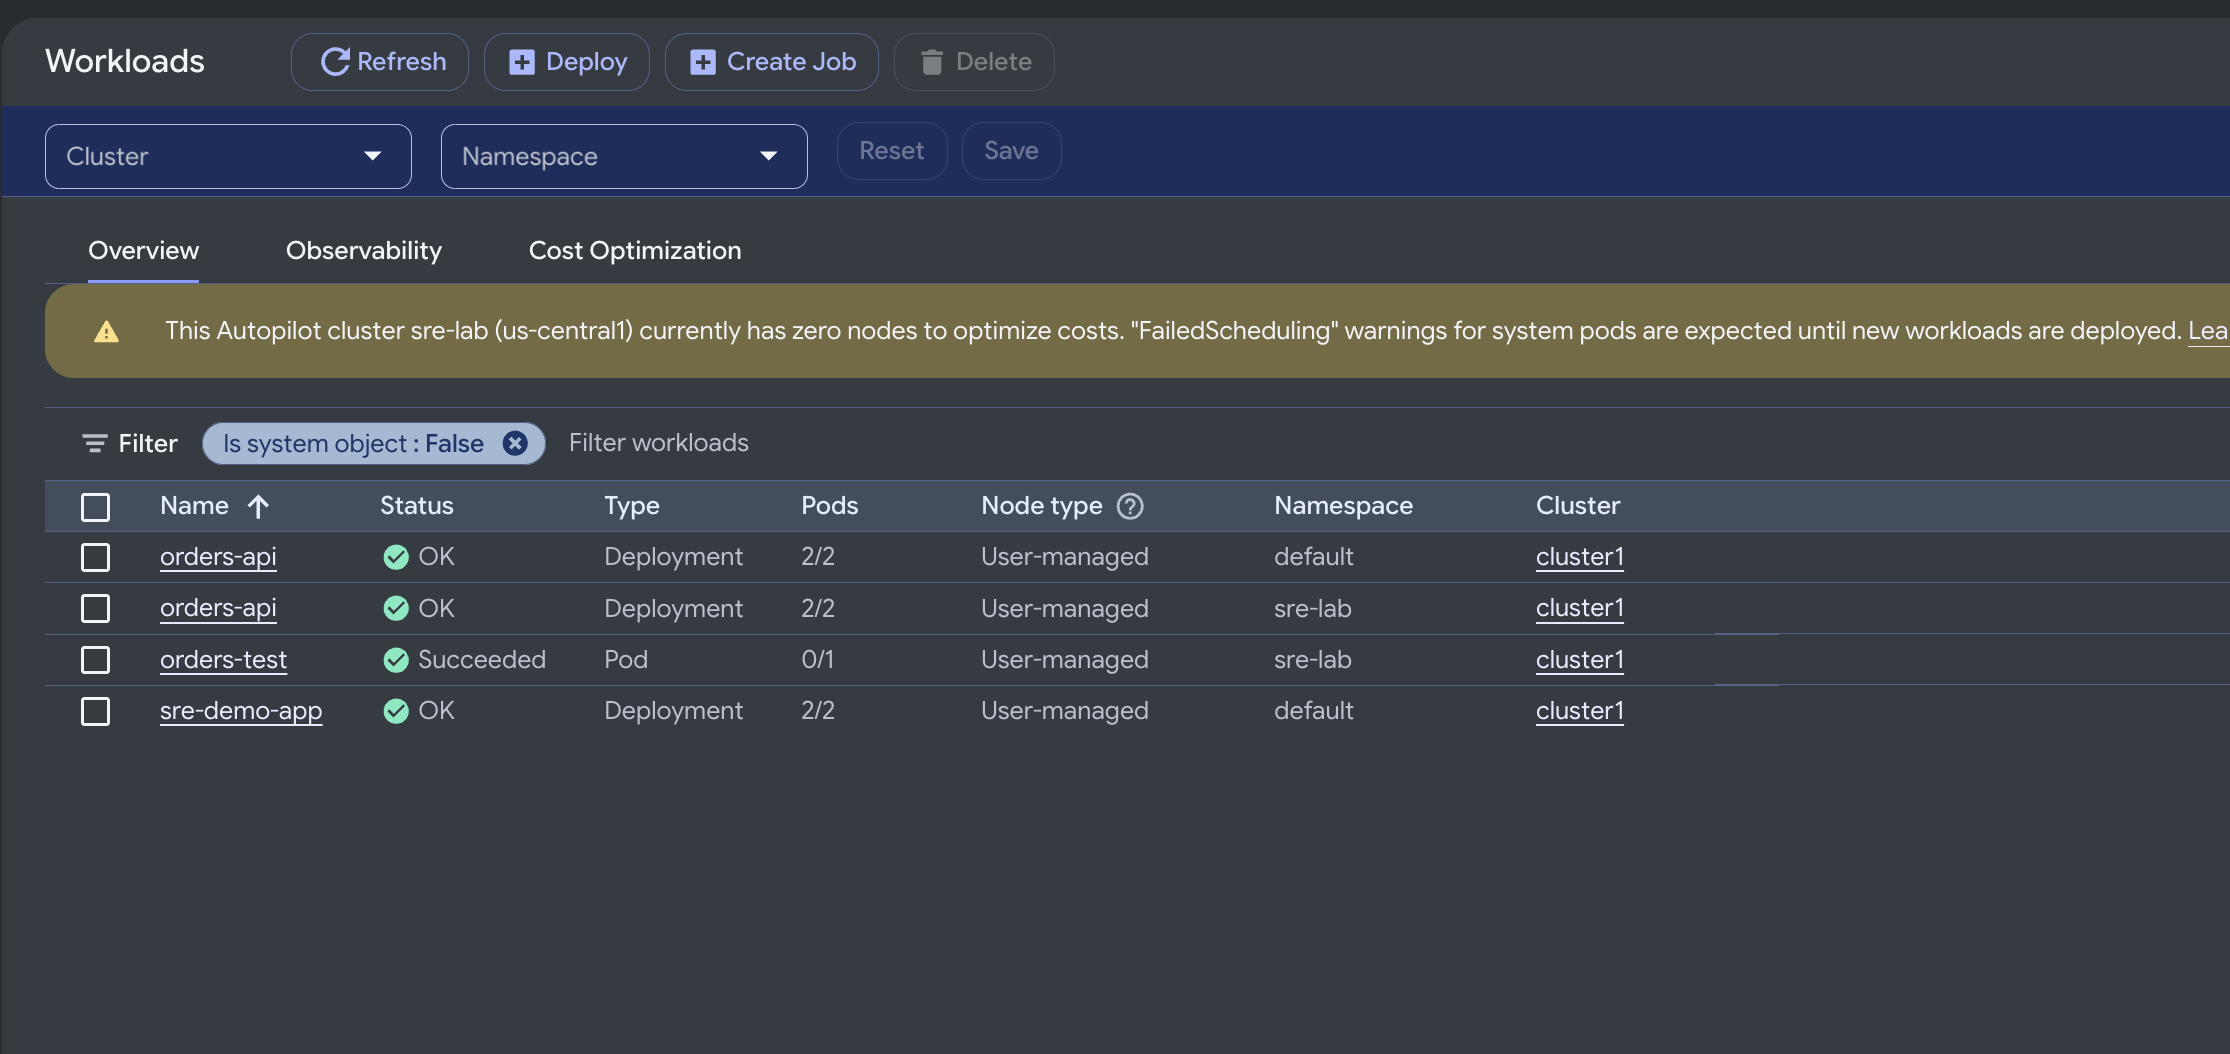 Workloads Refresh Deploy Create Job Delete
Cluster Namespace Reset Save
Overview Observability Cost Optimization
This Autopilot cluster sre-lab (us-central1) currently has zero nodes to optimize costs. "FailedScheduling" warnings for system pods are expected until new workloads are deployed. Lea
Filter Is system object : False Filter workloads
Name Status Type Pods Node type Namespace Cluster
orders-api OK Deployment 2/2 User-managed default cluster1
orders-api OK Deployment 2/2 User-managed sre-lab cluster1
orders-test Succeeded Pod 0/1 User-managed sre-lab cluster1
sre-demo-app OK Deployment 2/2 User-managed default cluster1